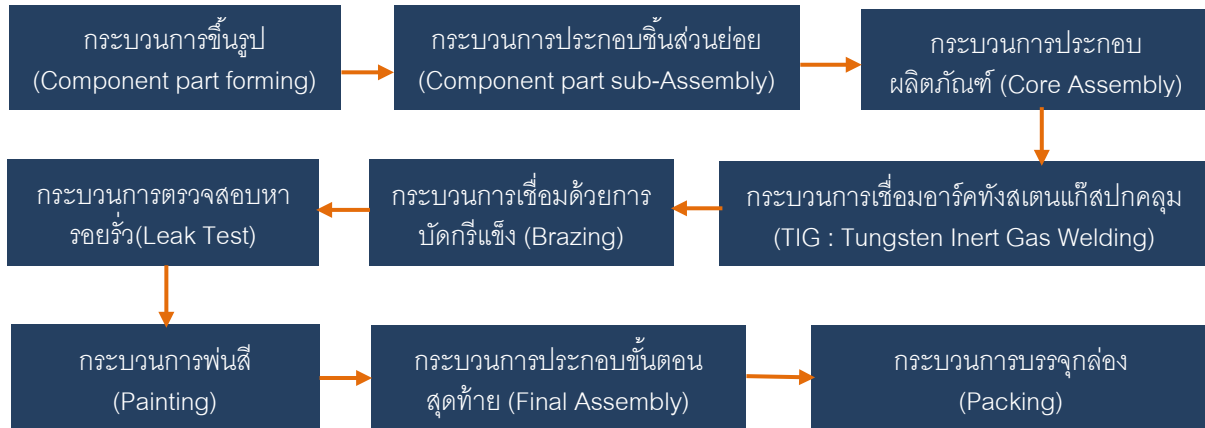 กระบวนการขึ้นรูป
(Component part forming)
กระบวนการประกอบชิ้นส่วนย่อย
(Component part sub-Assembly)
กระบวนการประกอบ
ผลิตภัณฑ์ (Core Assembly)
กระบวนการเชื่อมอาร์คทังสเตนแก๊สปกคลุม
(TIG : Tungsten Inert Gas Welding)
กระบวนการเชื่อมด้วยการ
บัดกรีแข็ง (Brazing)
กระบวนการตรวจสอบหา
รอยรั่ว(Leak Test)
กระบวนการพ่นสี
(Painting)
กระบวนการประกอบขั้นตอน
สุดท้าย (Final Assembly)
กระบวนการบรรจุกล่อง
(Packing)